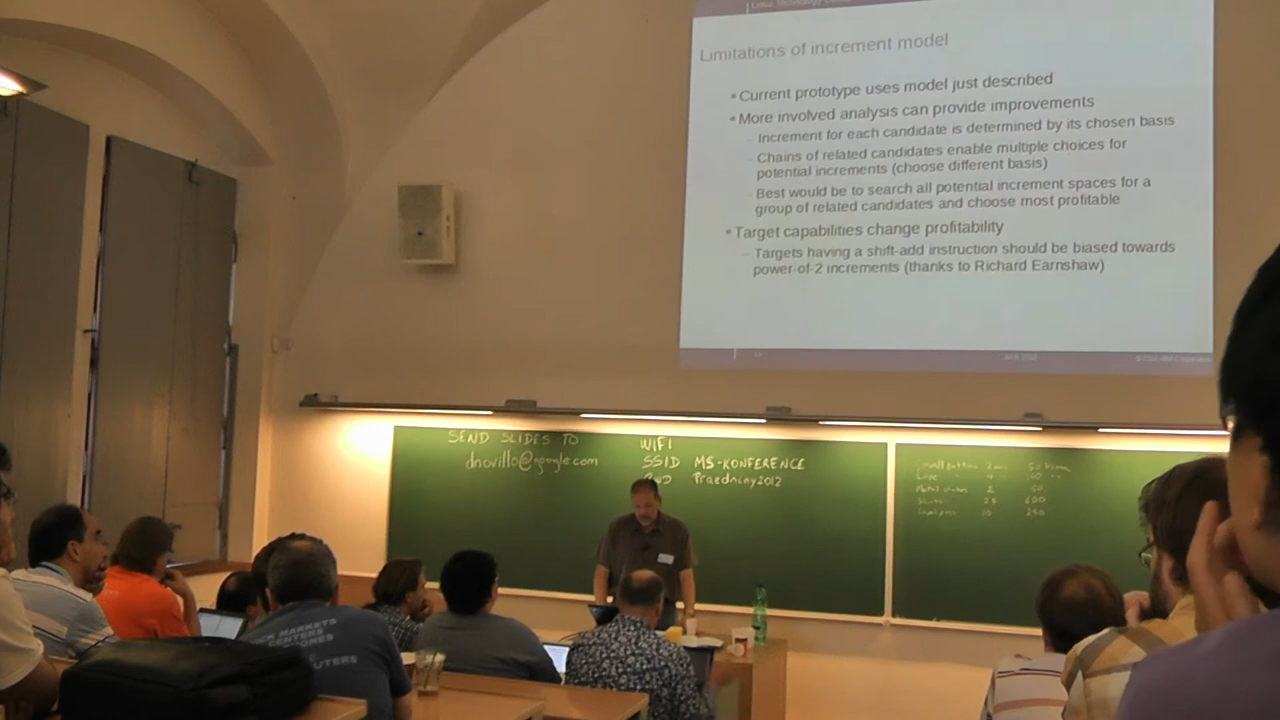 Limitations of increment model
Current prototype uses model just described
More involved analysis can provide improvements
Increment for each candidate is determined by its chosen basis
Chains of related candidates enable multiple choices for
potential increments (choose different basis)
Best would be to search all potential increment spaces for a
group of related candidates and choose most profitable
Target capabilities change profitability
Targets having a shift-add instruction should be biased towards
power-of-2 increments (thanks to Richard Earnshaw)
SEND SLIDES TO
dnovillo@google.com
WIFI
SSID MS-KONFERENCE
Prazdniny2012